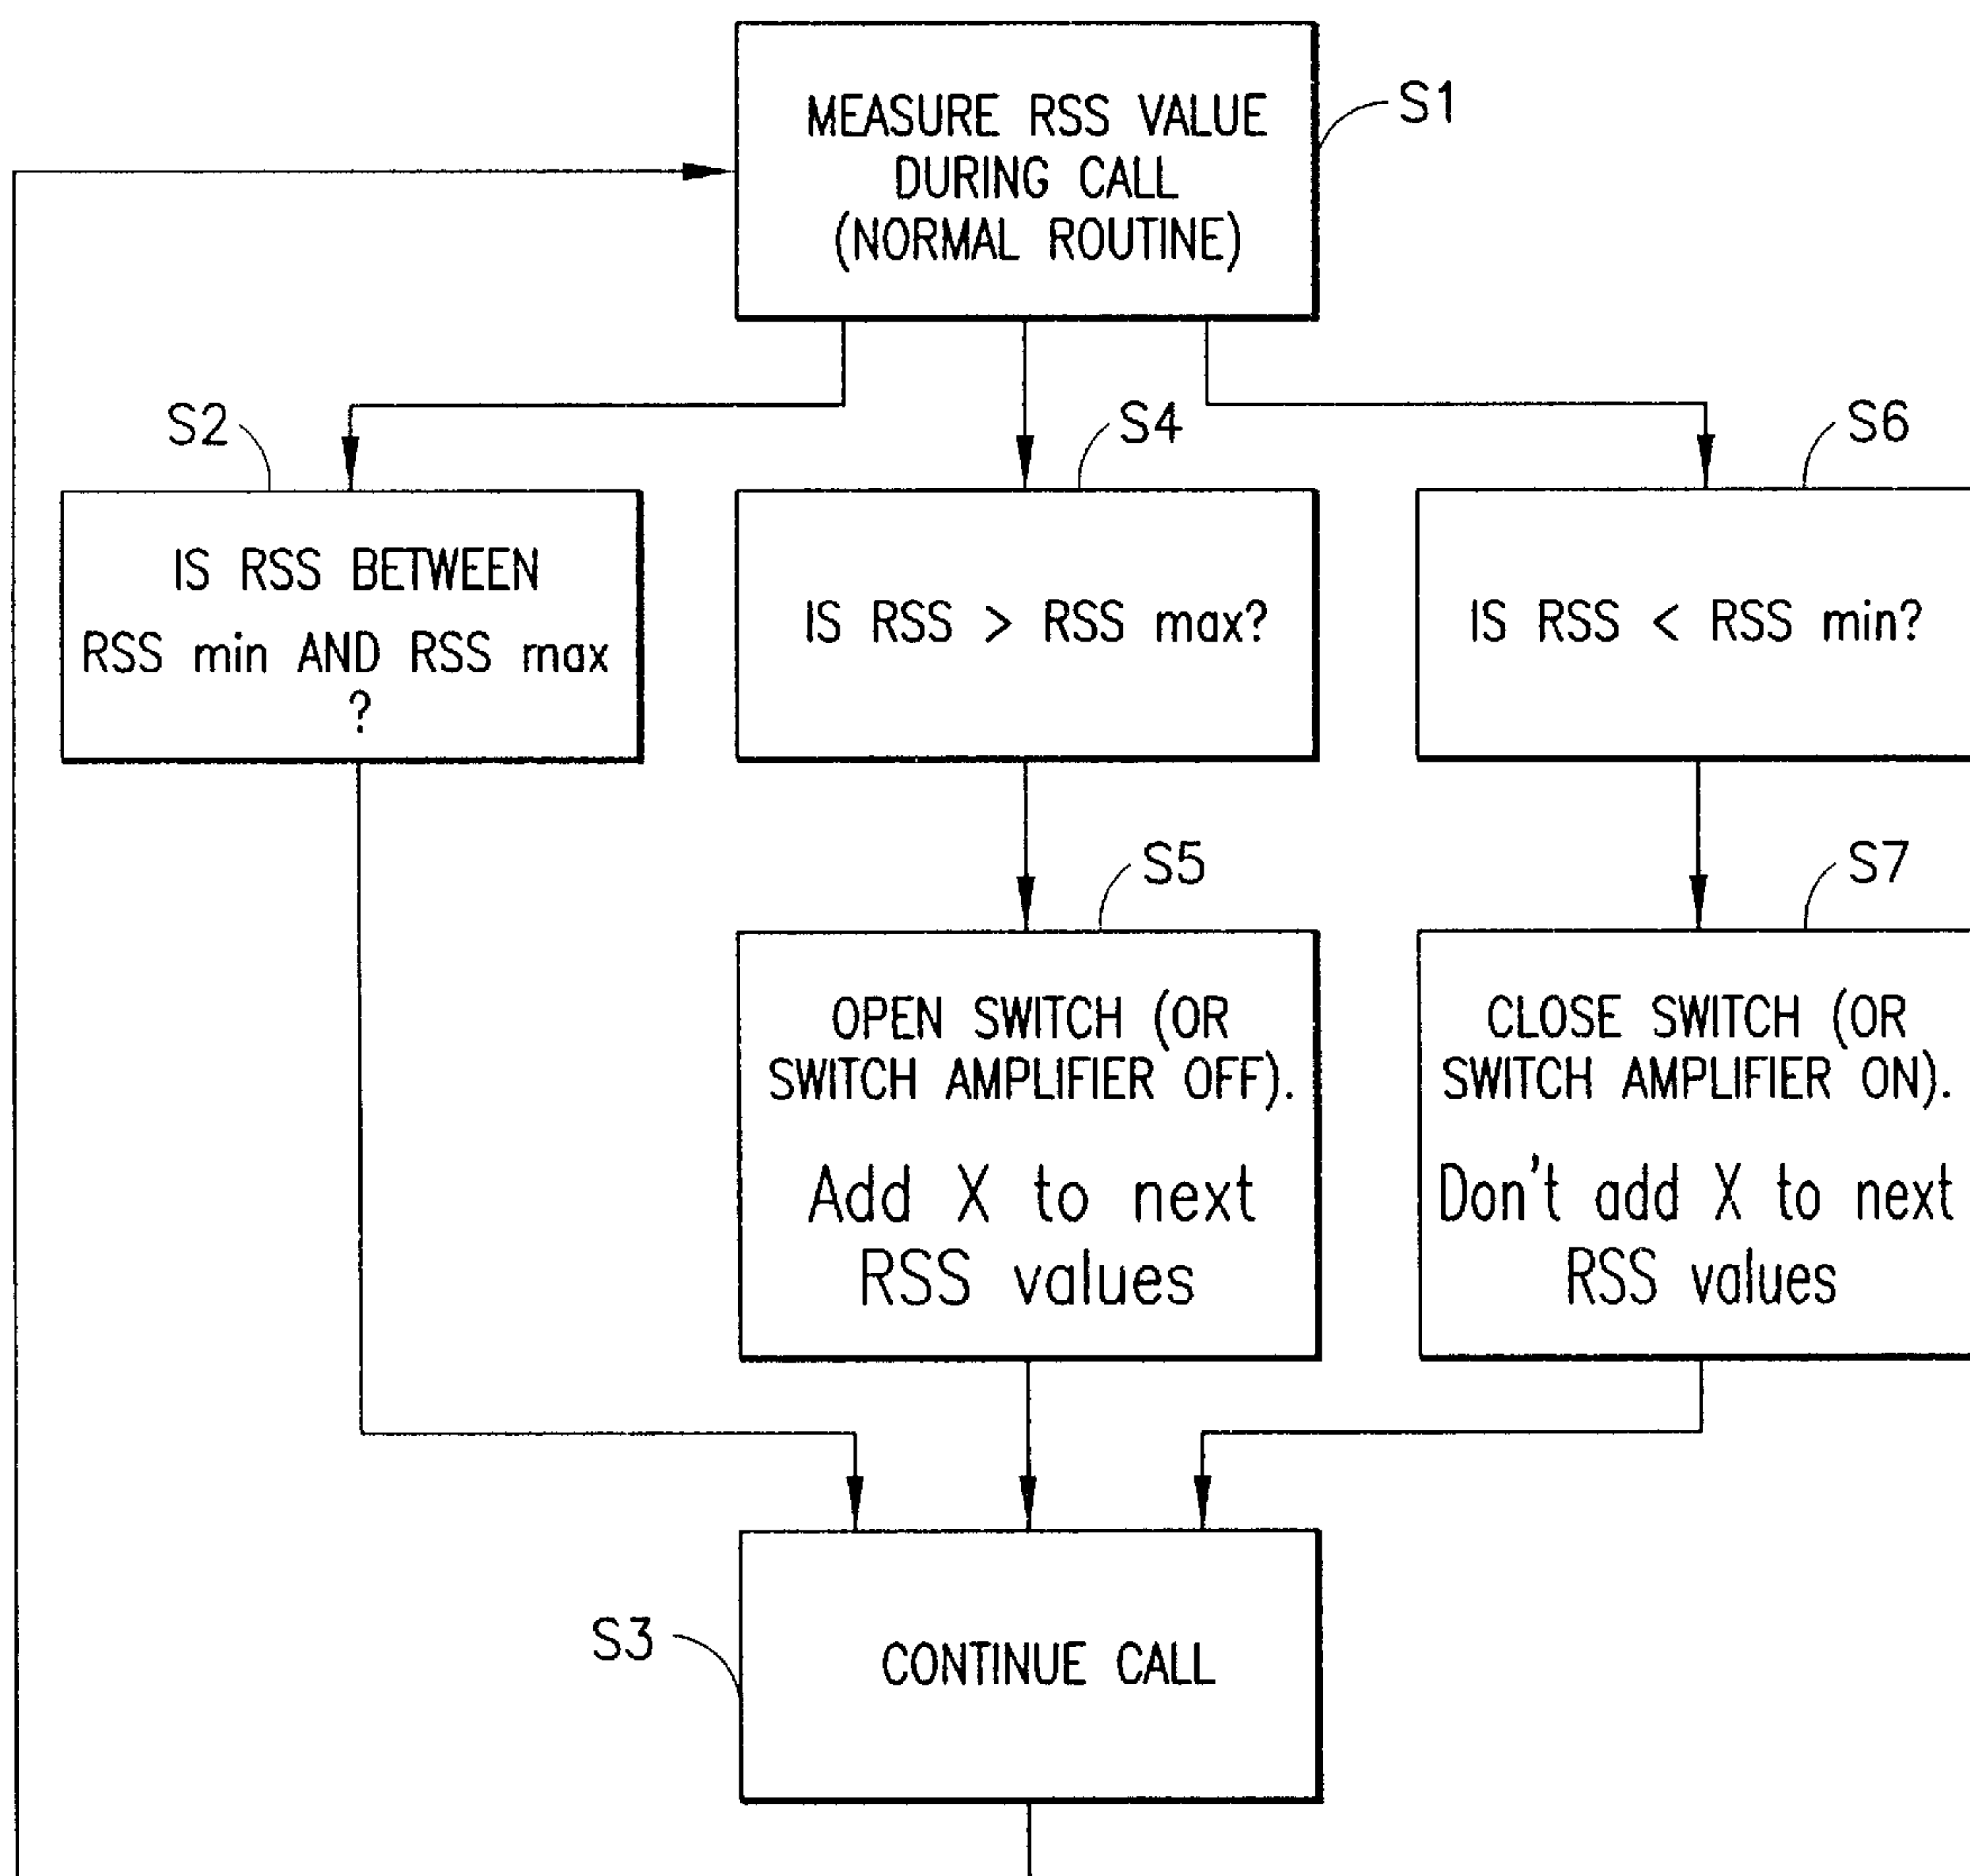 MEASURE RSS VALUE
DURING CALL
(NORMAL ROUTINE)
S1
S2
IS RSS BETWEEN
RSS min AND RSS max
?
S4
IS RSS > RSS max?
S6
IS RSS < RSS min?
S5
OPEN SWITCH (OR
SWITCH AMPLIFIER OFF).
Add X to next
RSS values
S7
CLOSE SWITCH (OR
SWITCH AMPLIFIER ON).
Don't add X to next
RSS values
S3
CONTINUE CALL